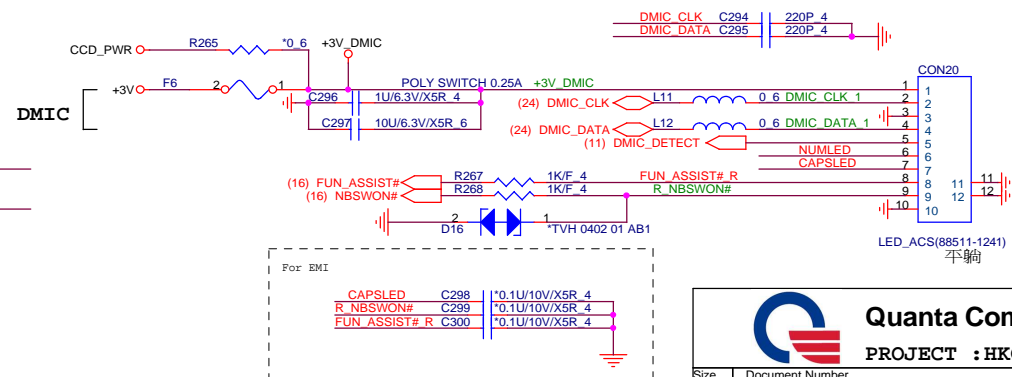 DMIC_CLK C294 220P_4
DMIC_DATA C295 220P_4
CCD_PWR R265 *0_6 +3V_DMIC
+3V F6 2 1 POLY SWITCH 0.25A +3V_DMIC
DMIC
C296 1U/6.3V/X5R_4
C297 10U/6.3V/X5R_6
CON20
(24) DMIC_CLK L11 0_6 DMIC_CLK_1
(24) DMIC_DATA L12 0_6 DMIC_DATA_1
(11) DMIC_DETECT
NUMLED
CAPSLED
(16) FUN_ASSIST# R267 1K/F_4 FUN_ASSIST#_R
(16) NBSWON# R268 1K/F_4 R_NBSWON#
2 1
D16 *TVH 0402 01 AB1
1 1
2 2
3 3
4 4
5 5
6 6
7 7
8 8 11 11
9 9 12 12
10 10
LED_ACS(88511-1241)
平躺
For EMI
CAPSLED C298 *0.1U/10V/X5R_4
R_NBSWON# C299 *0.1U/10V/X5R_4
FUN_ASSIST#_R C300 *0.1U/10V/X5R_4
Quanta Con
PROJECT : HK
Size Document Number